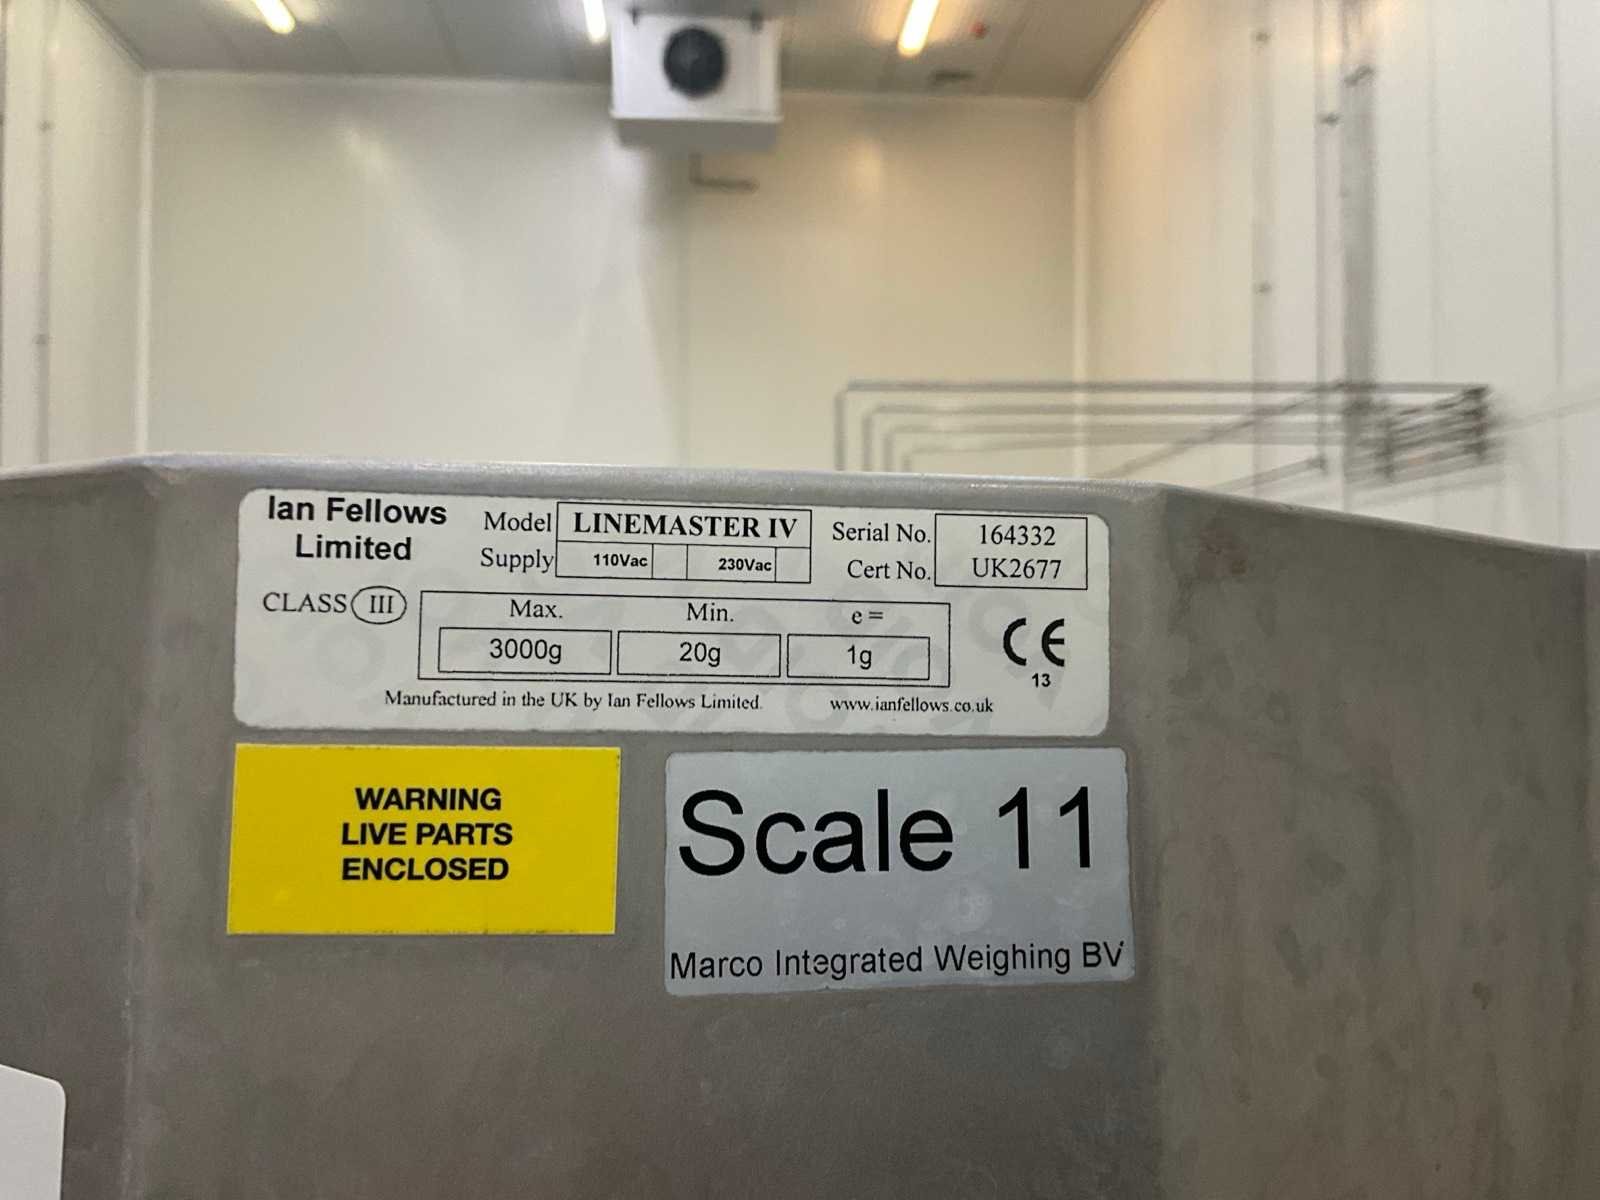 Ian Fellows
Limited
Model LINEMASTER IV
Supply 110Vac 230Vac
Serial No. 164332
Cert No. UK2677
CLASS III
Max. Min. e =
3000g 20g 1g
CE
13
Manufactured in the UK by Ian Fellows Limited. www.ianfellows.co.uk
WARNING
LIVE PARTS
ENCLOSED
Scale 11
Marco Integrated Weighing BV